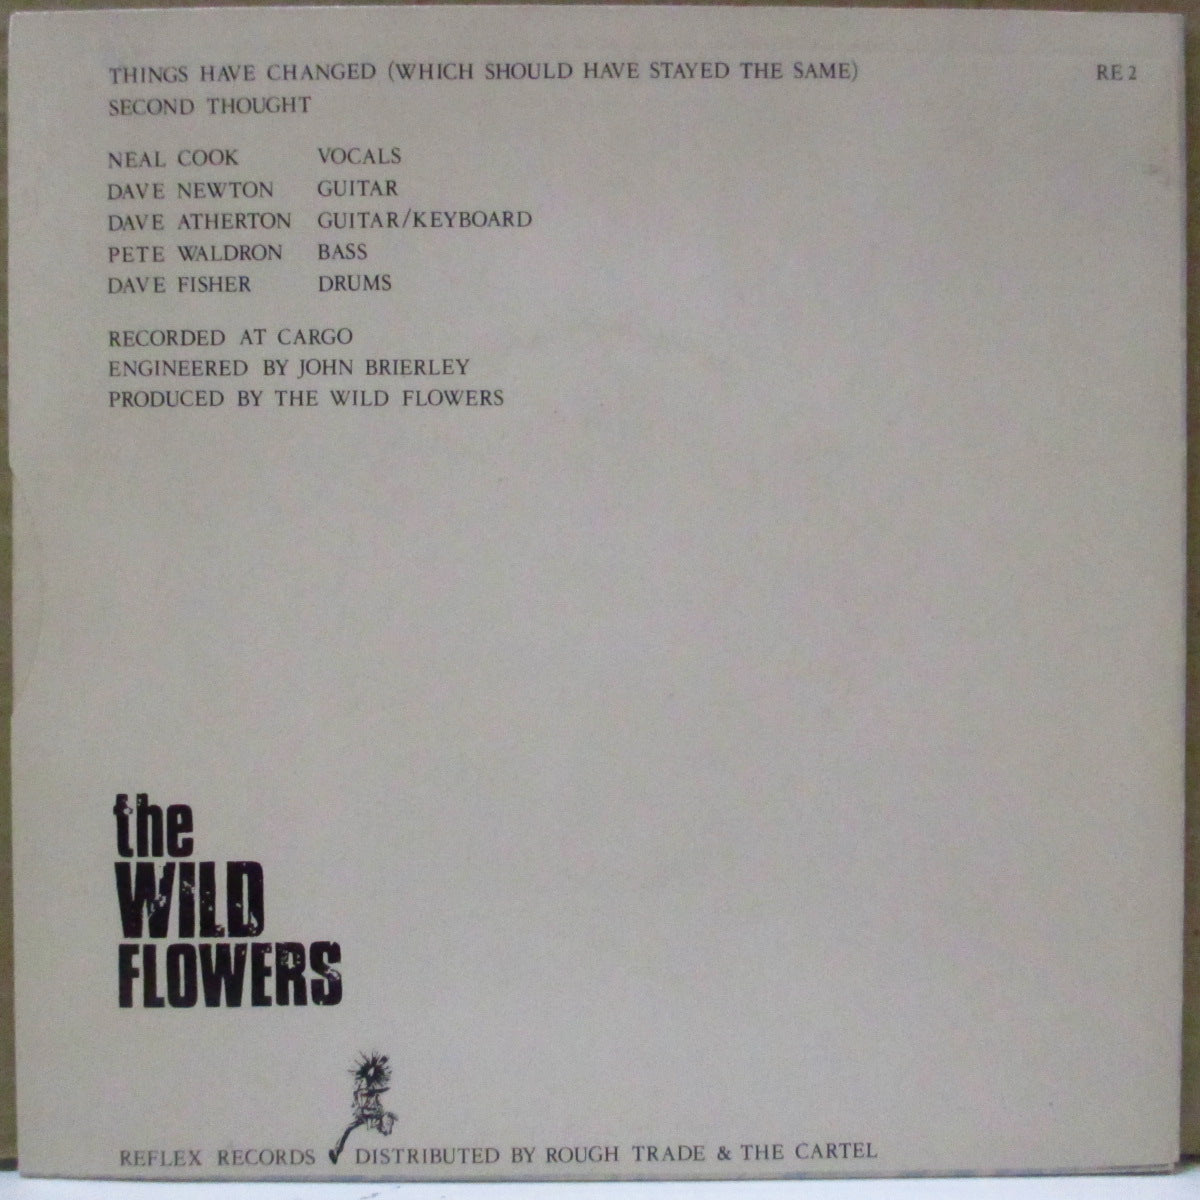 THINGS HAVE CHANGED (WHICH SHOULD HAVE STAYED THE SAME) RE 2
SECOND THOUGHT
NEAL COOK VOCALS
DAVE NEWTON GUITAR
DAVE ATHERTON GUITAR/KEYBOARD
PETE WALDRON BASS
DAVE FISHER DRUMS
RECORDED AT CARGO
ENGINEERED BY JOHN BRIERLEY
PRODUCED BY THE WILD FLOWERS
the
WILD
FLOWERS
REFLEX RECORDS DISTRIBUTED BY ROUGH TRADE & THE CARTEL